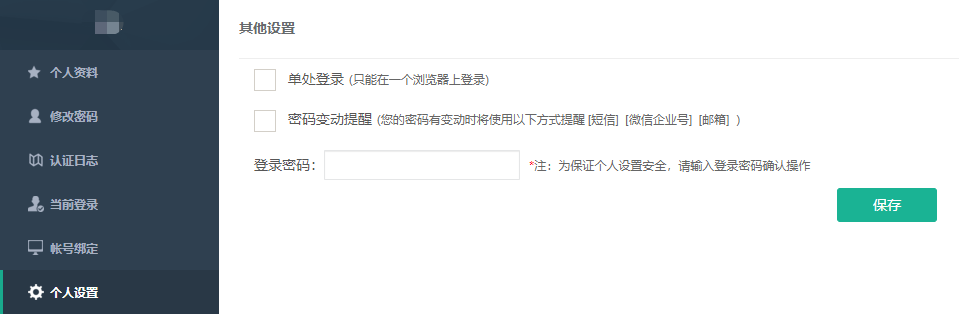 个人资料
修改密码
认证日志
当前登录
帐号绑定
个人设置
其他设置
单处登录 (只能在一个浏览器上登录)
密码变动提醒 (您的密码有变动时将使用以下方式提醒 [短信] [微信企业号] [邮箱] )
登录密码： *注：为保证个人设置安全，请输入登录密码确认操作
保存